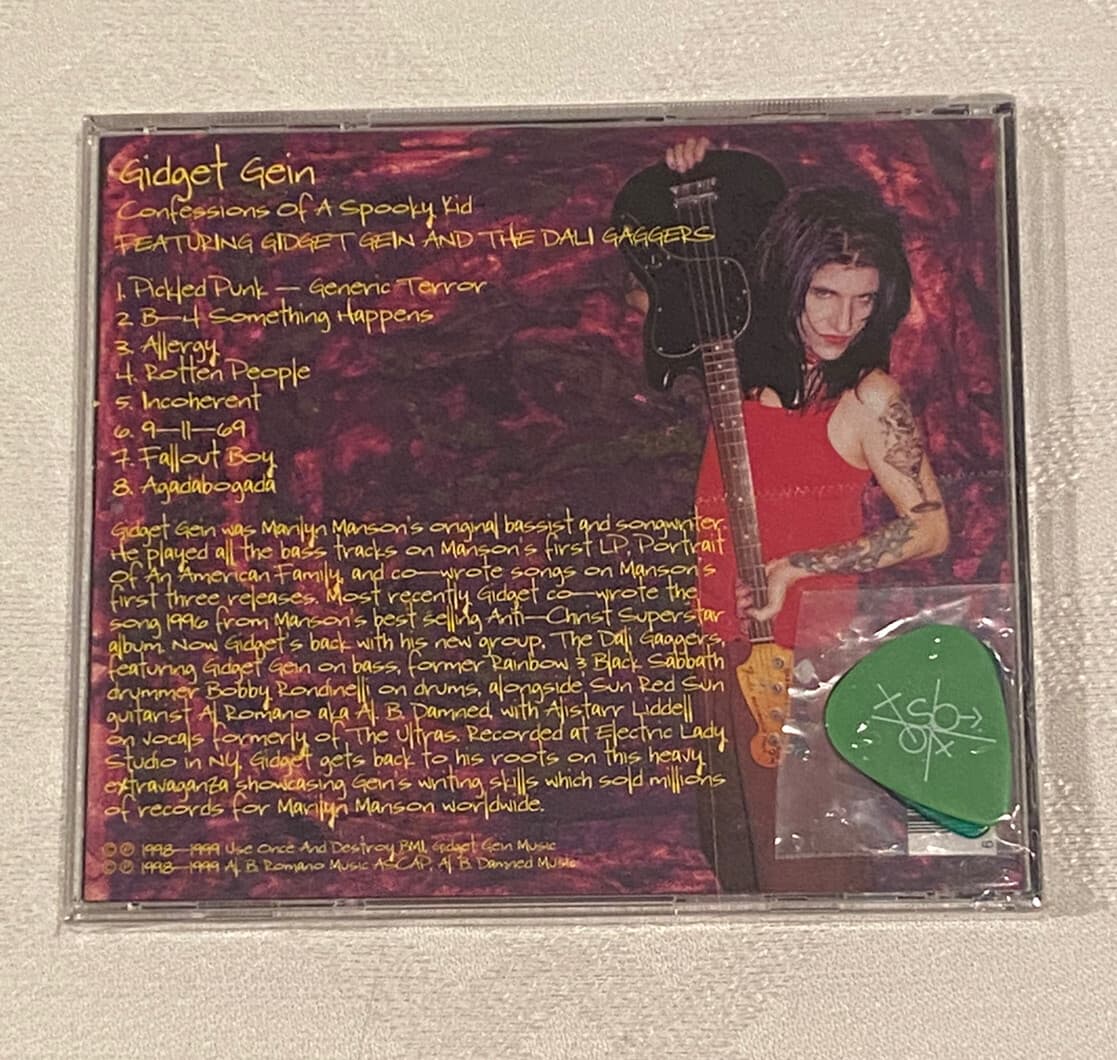 Gidget Gein
Confessions Of A Spooky Kid
FEATURING GIDGET GEIN AND THE DALI GAGGERS
1. Pickled Punk — Generic Terror
2. B—4 Something Happens
3. Allergy
4. Rotten People
5. Incoherent
6. 9—11—69
7. Fallout Boy
8. Agadabogada
Gidget Gein was Marilyn Manson's original bassist and songwriter.
He played all the bass tracks on Manson's first LP, Portrait
Of An American Family, and co—wrote songs on Manson's
first three releases. Most recently, Gidget co—wrote the
song 1996 from Manson's best selling Anti—Christ Superstar
album. Now Gidget's back with his new group, The Dali Gaggers,
featuring Gidget Gein on bass, former Rainbow & Black Sabbath
drummer Bobby Rondinelli on drums, alongside Sun Red Sun
guitarist Al Romano aka Al B. Damned, with Alistarr Liddell
on vocals formerly of The Ultras. Recorded at Electric Lady
Studio in NY, Gidget gets back to his roots on this heavy
extravaganza showcasing Gein's writing skills which sold millions
of records for Marilyn Manson worldwide.
© ℗ 1998—1999 Use Once And Destroy BMI, Gidget Gein Music
© ℗ 1998—1999 Al B. Romano Music ASCAP, Al B. Damned Music